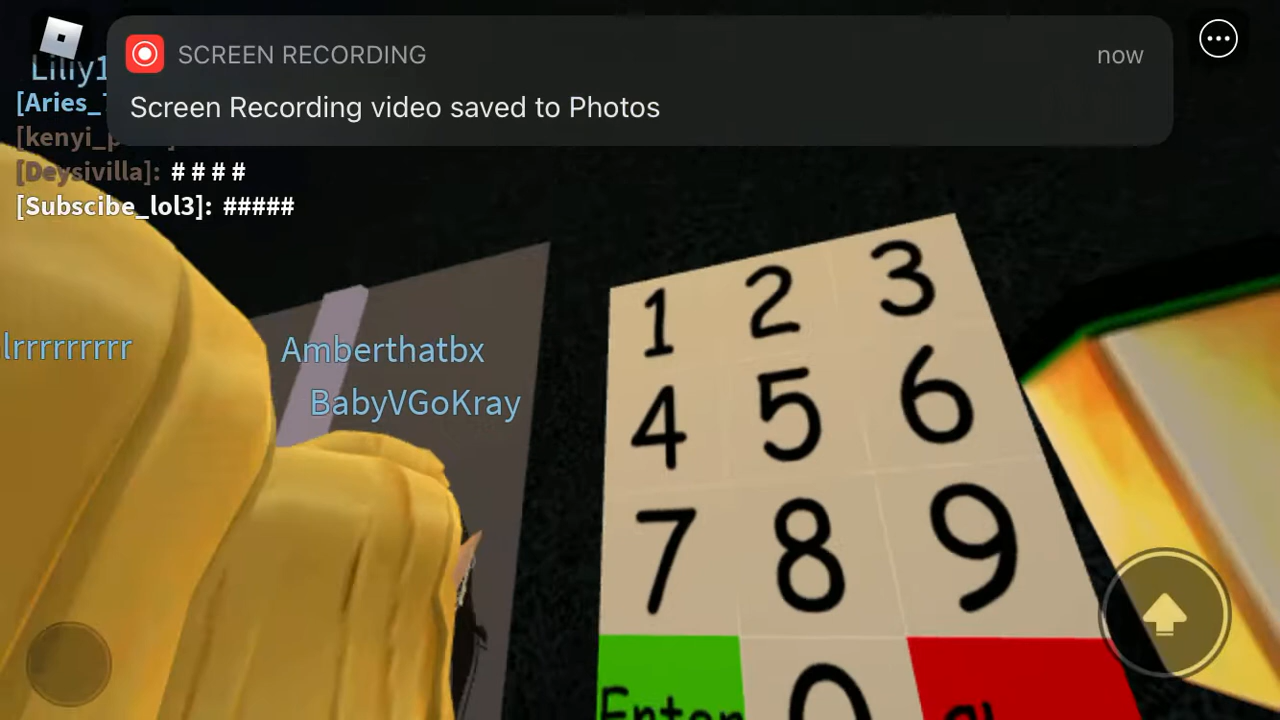 SCREEN RECORDING
now
Screen Recording video saved to Photos
[Deysivilla]: ####
[Subscibe_lol3]: #####
Amberthatbx
BabyVGoKray
1 2 3
4 5 6
7 8 9
Enter 0